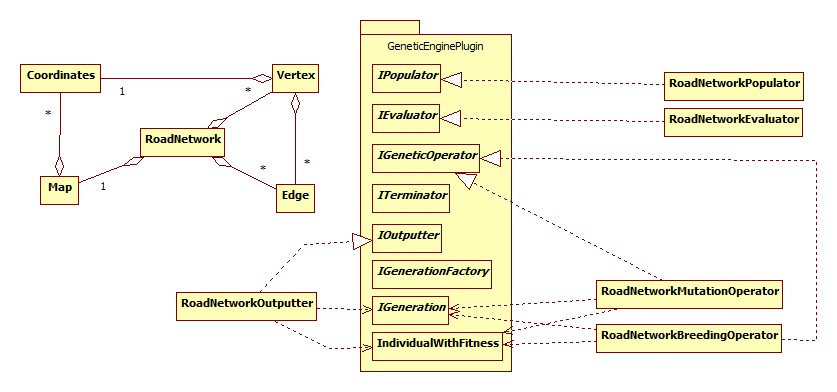 GeneticEnginePlugin
Coordinates
1
Vertex
*
*
RoadNetwork
*
*
Map
1
Edge
IPopulator
IEvaluator
IGeneticOperator
ITerminator
IOutputter
IGenerationFactory
IGeneration
IndividualWithFitness
RoadNetworkPopulator
RoadNetworkEvaluator
RoadNetworkOutputter
RoadNetworkMutationOperator
RoadNetworkBreedingOperator